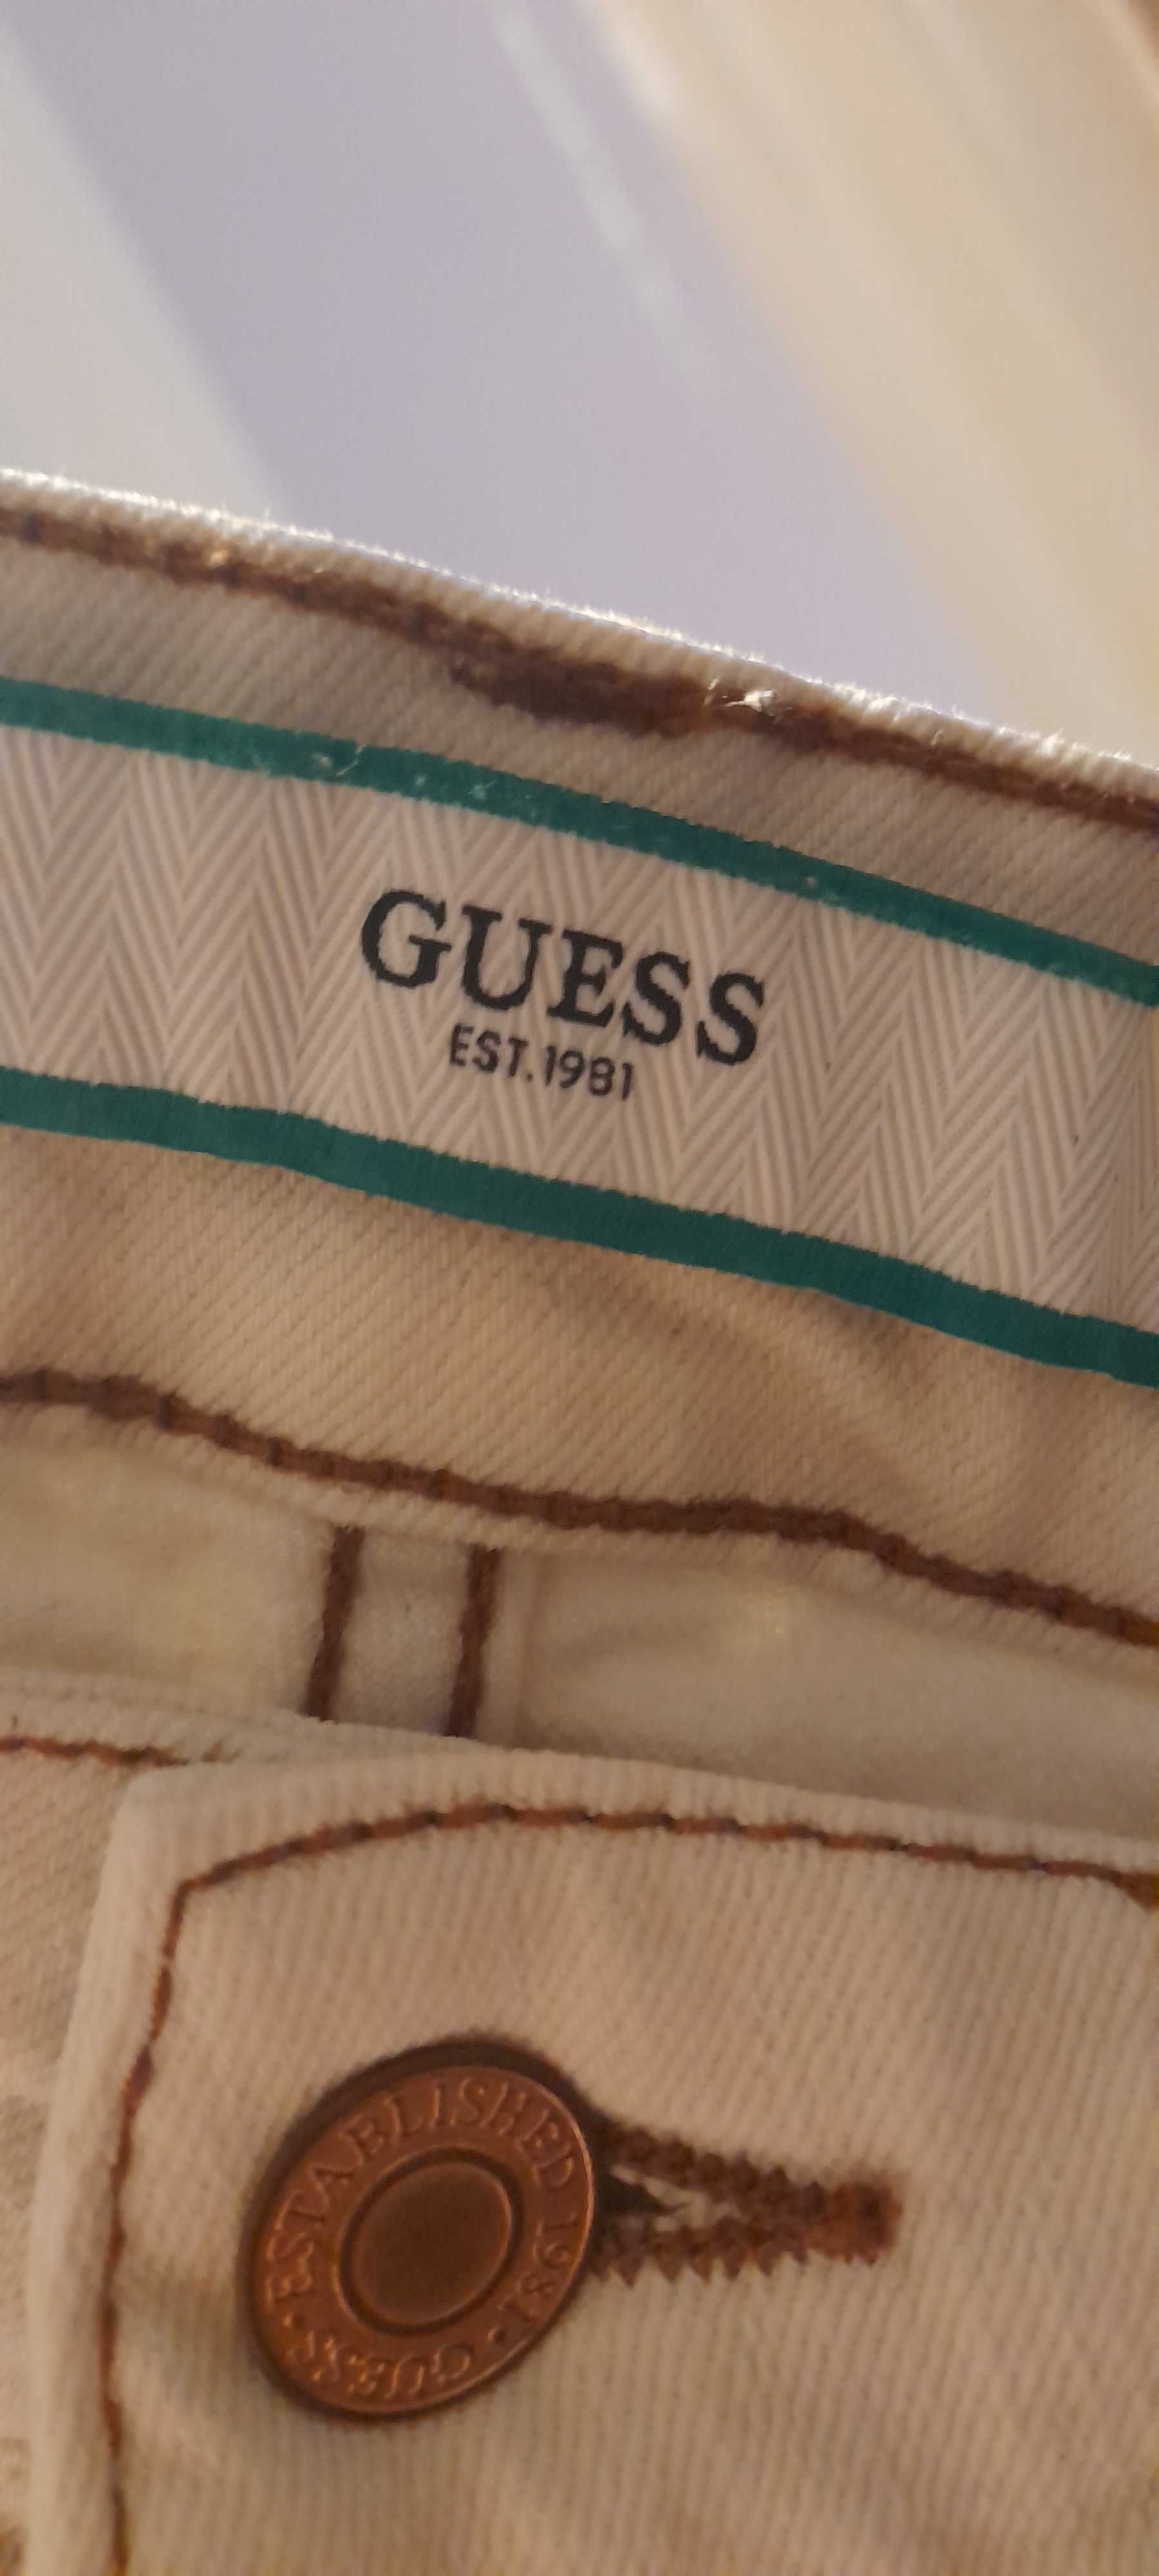 GUESS
EST.1981
ESTABLISHED 1981 • GUESS •